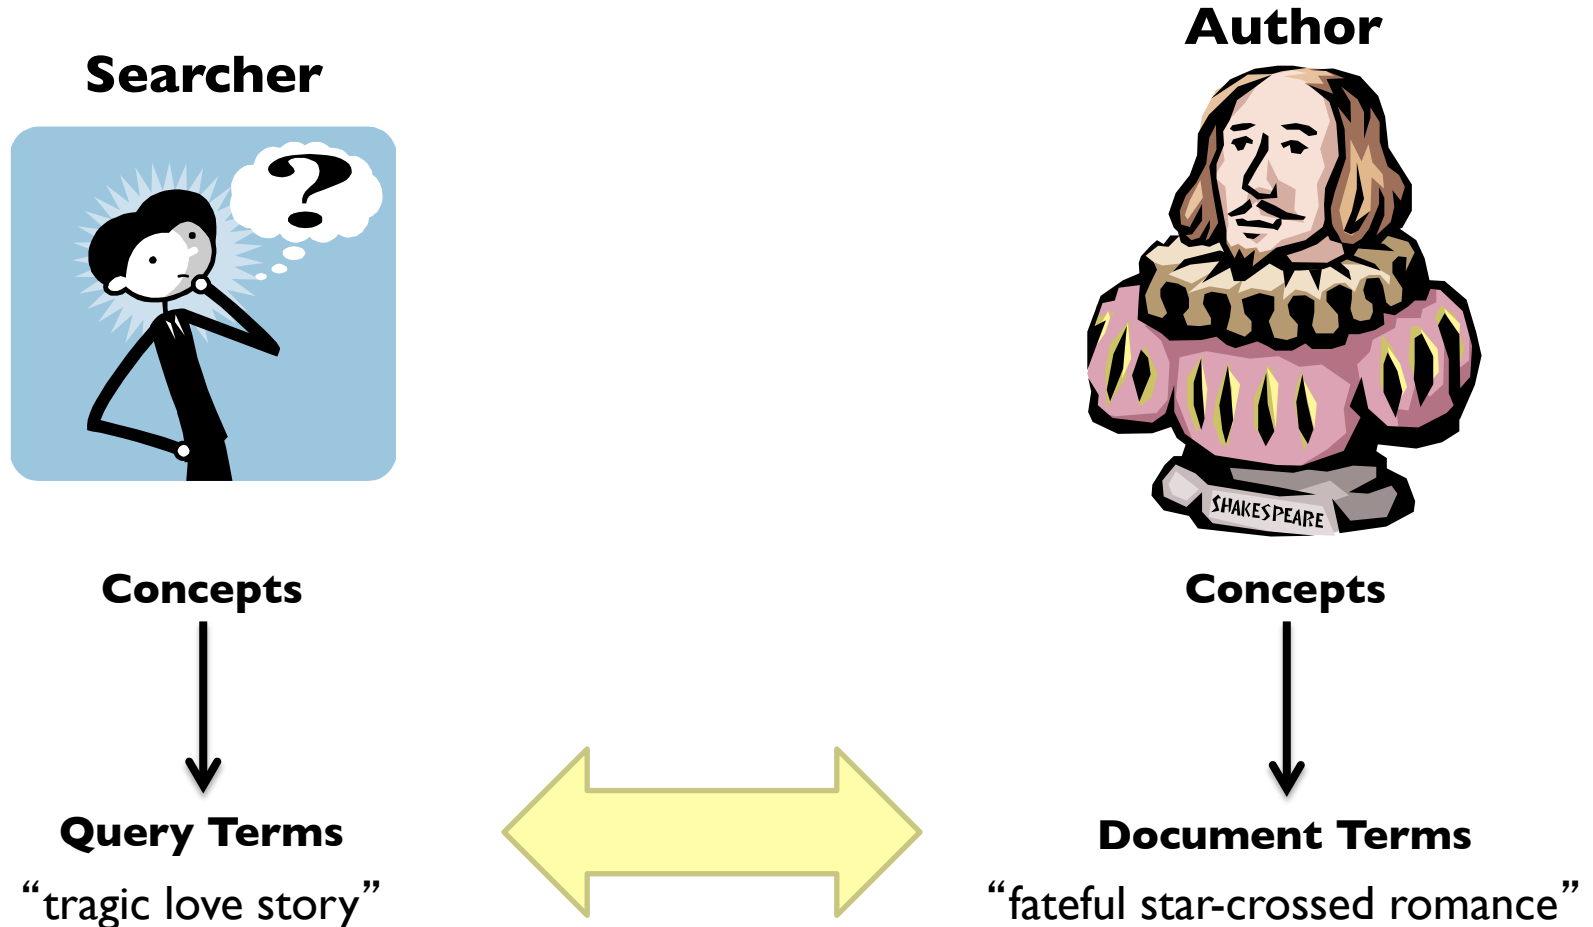 Searcher
Author
?
SHAKESPEARE
Concepts
Concepts
Query Terms
Document Terms
“tragic love story”
“fateful star-crossed romance”